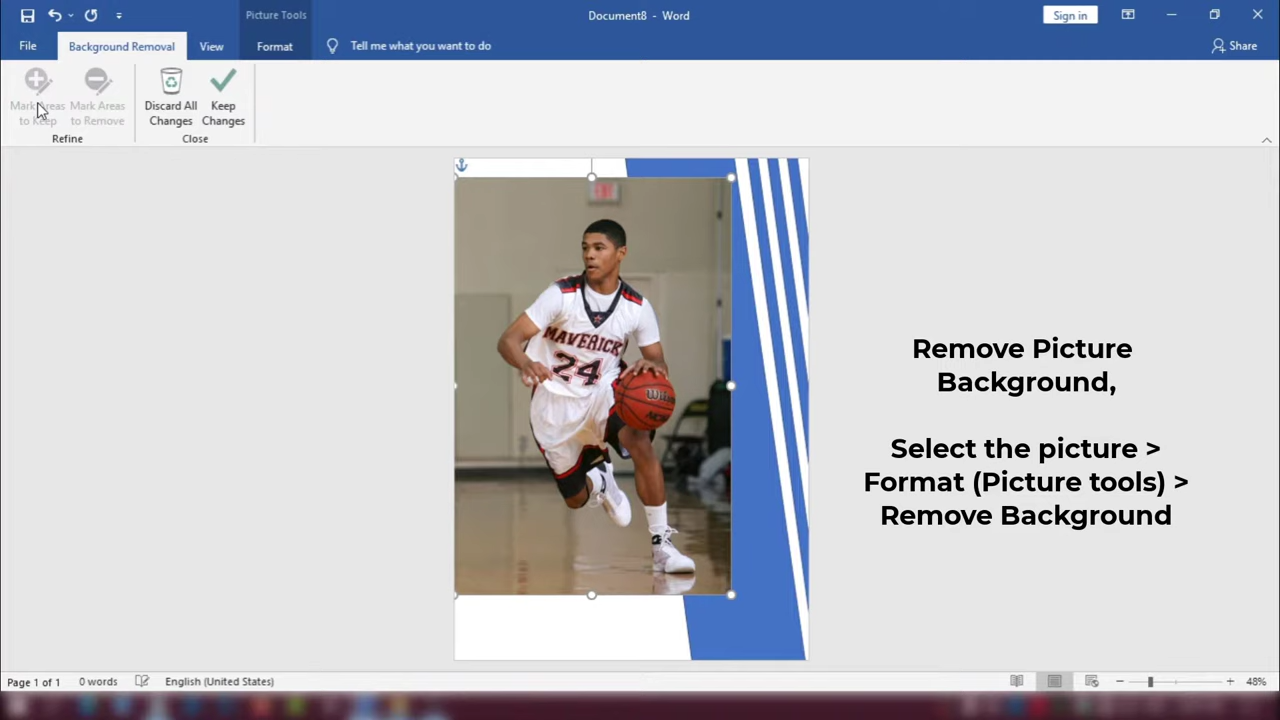 Picture Tools
Document8 - Word
Sign in
File
Background Removal
View
Format
Tell me what you want to do
Share
Mark Areas
to Keep
Mark Areas
to Remove
Discard All
Changes
Keep
Changes
Refine
Close
MAVERICK
24
Wilson
Remove Picture
Background,
Select the picture >
Format (Picture tools) >
Remove Background
Page 1 of 1
0 words
English (United States)
48%